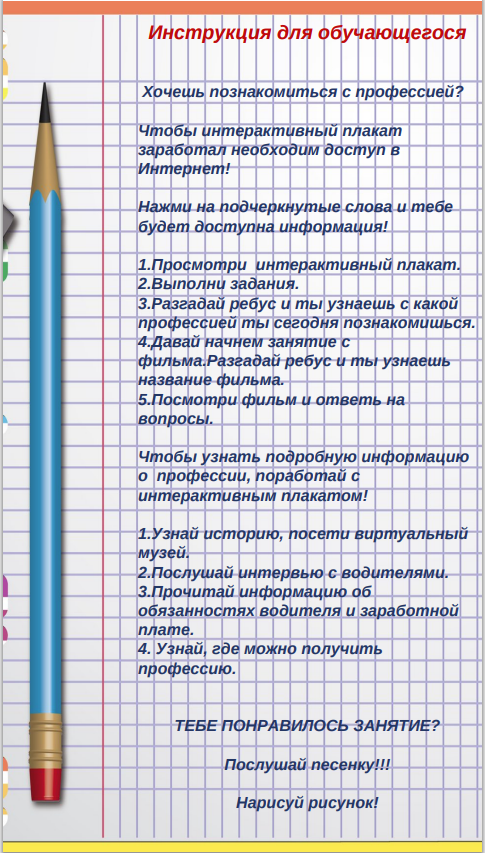 Инструкция для обучающегося
Хочешь познакомиться с профессией?
Чтобы интерактивный плакат
заработал необходим доступ в
Интернет!
Нажми на подчеркнутые слова и тебе
будет доступна информация!
1.Просмотри  интерактивный плакат.
2.Выполни задания.
3.Разгадай ребус и ты узнаешь с какой
профессией ты сегодня познакомишься.
4.Давай начнем занятие с
фильма.Разгадай ребус и ты узнаешь
название фильма.
5.Посмотри фильм и ответь на
вопросы.
Чтобы узнать подробную информацию
о  профессии, поработай с
интерактивным плакатом!
1.Узнай историю, посети виртуальный
музей.
2.Послушай интервью с водителями.
3.Прочитай информацию об
обязанностях водителя и заработной
плате.
4. Узнай, где можно получить
профессию.
ТЕБЕ ПОНРАВИЛОСЬ ЗАНЯТИЕ?
Послушай песенку!!!
Нарисуй рисунок!